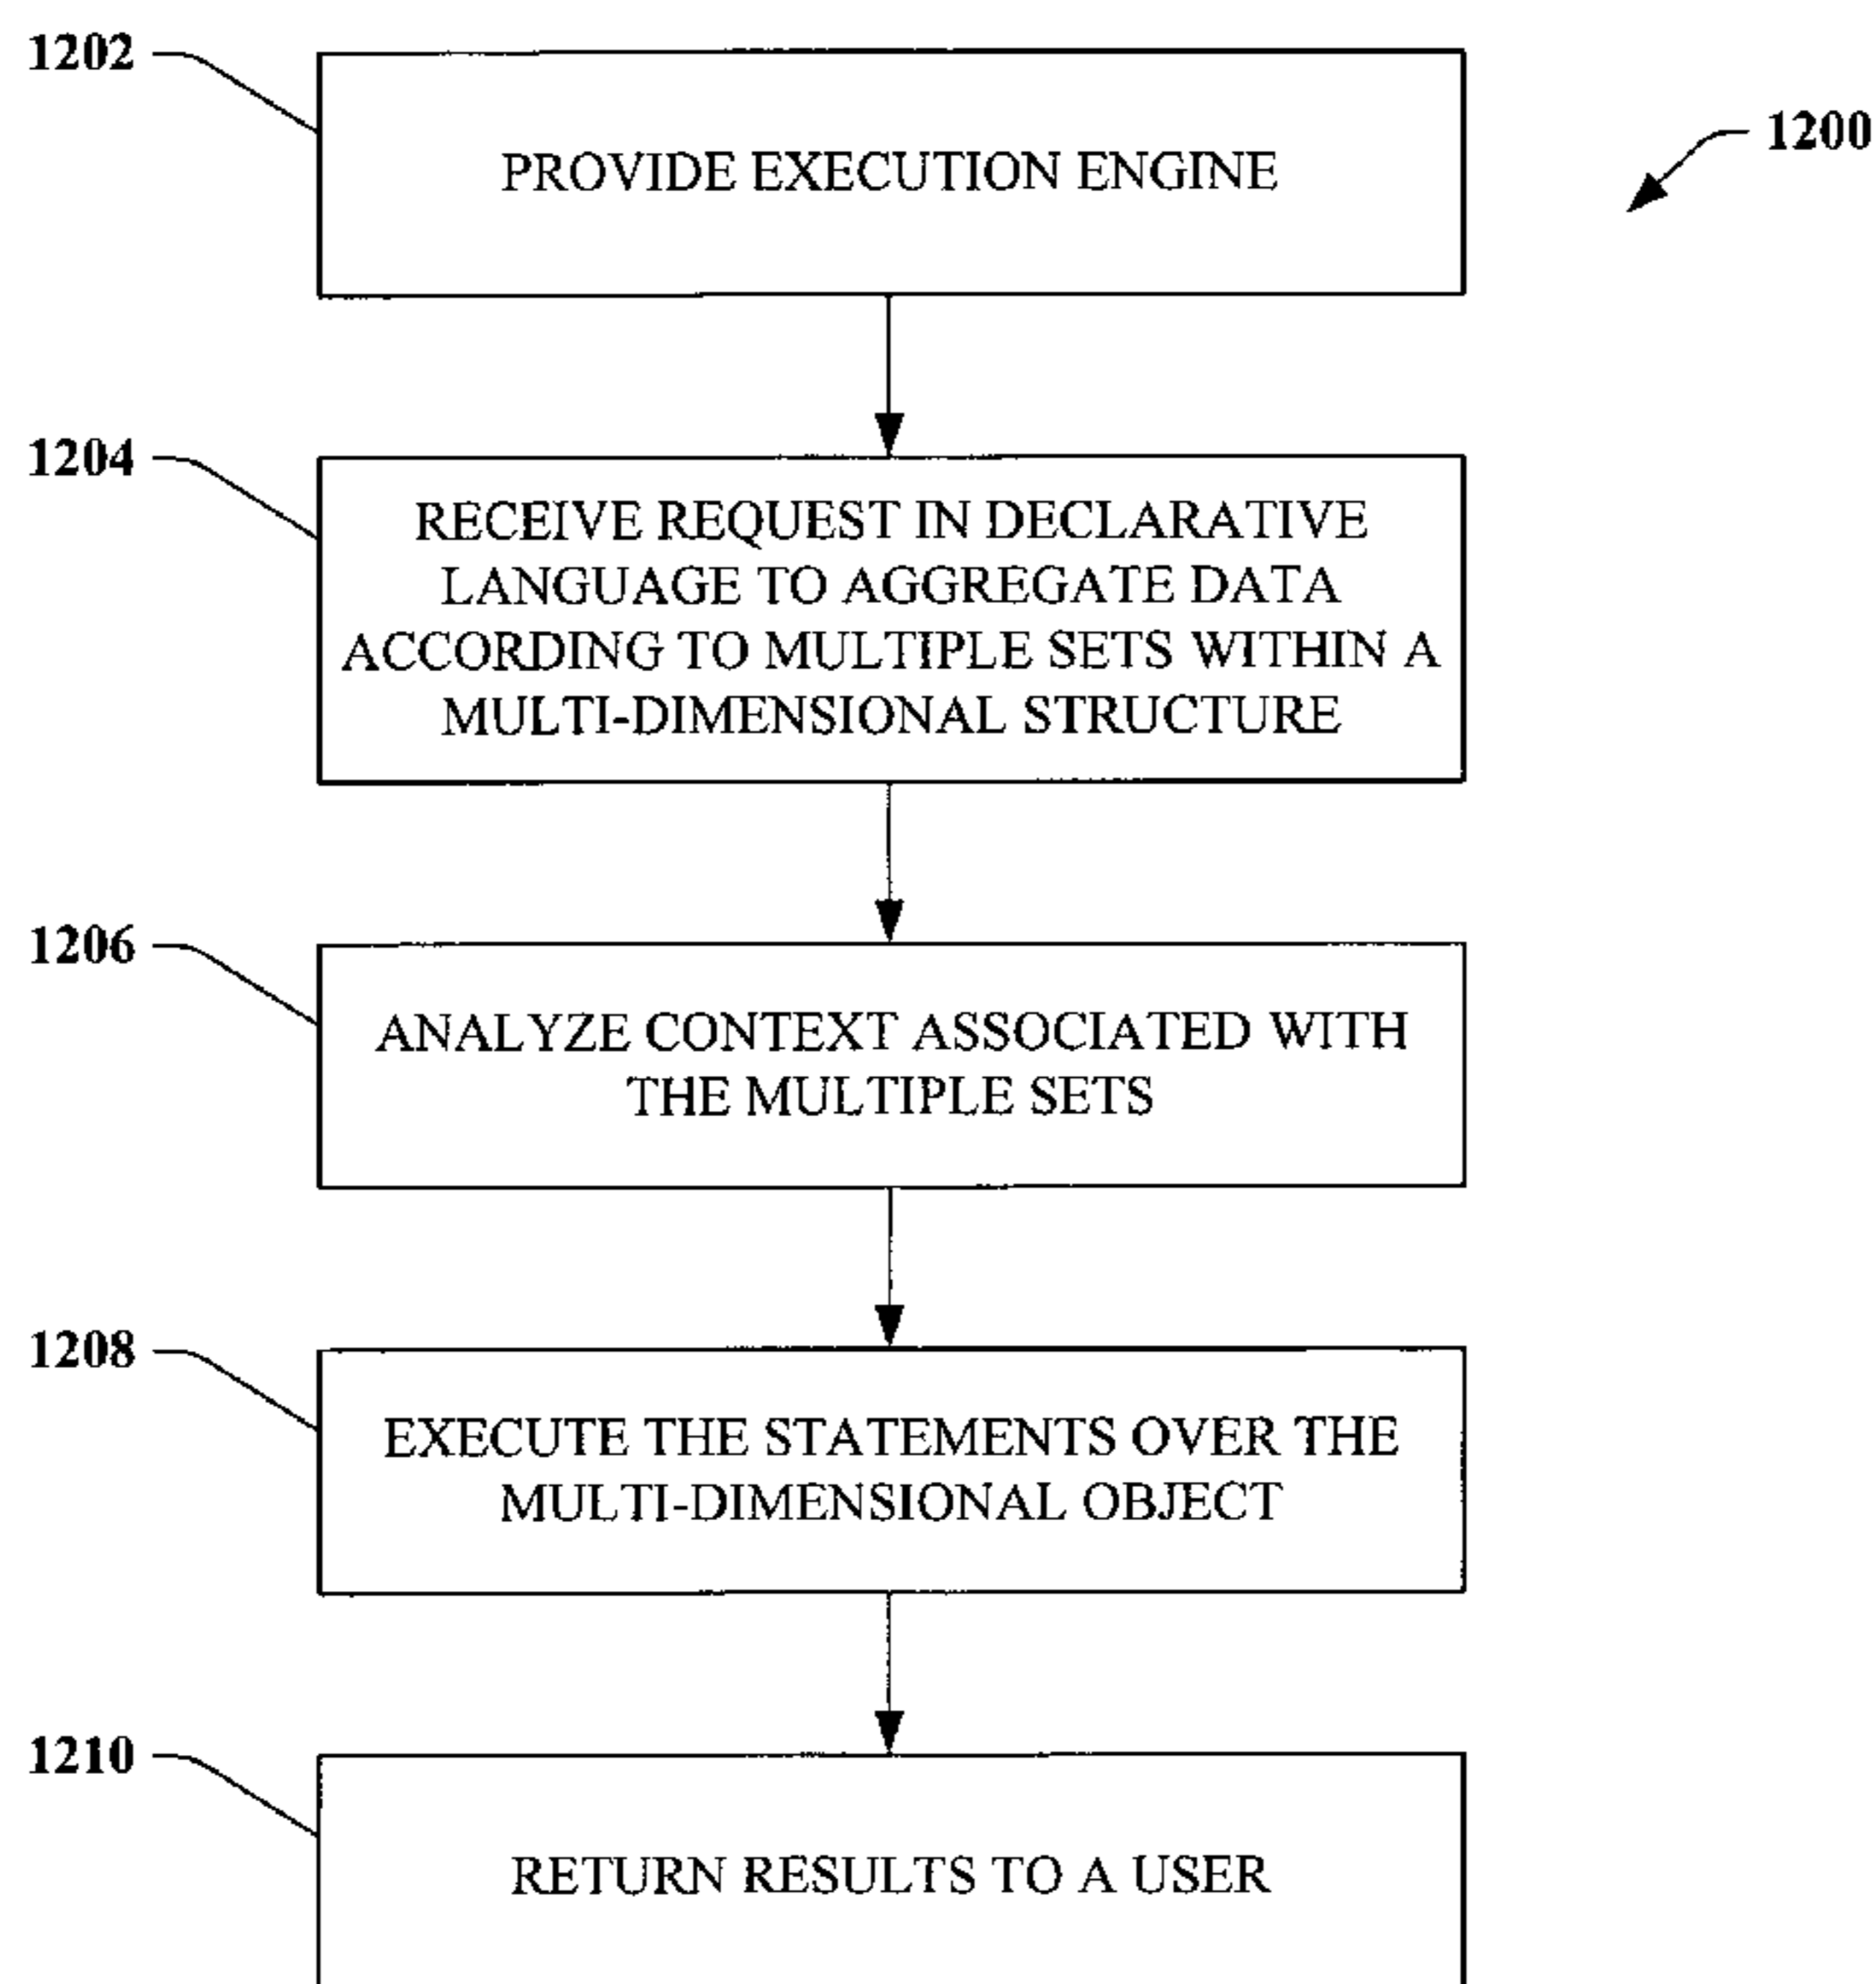 1202
1200
PROVIDE EXECUTION ENGINE
1204
RECEIVE REQUEST IN DECLARATIVE
LANGUAGE TO AGGREGATE DATA
ACCORDING TO MULTIPLE SETS WITHIN A
MULTI-DIMENSIONAL STRUCTURE
1206
ANALYZE CONTEXT ASSOCIATED WITH
THE MULTIPLE SETS
1208
EXECUTE THE STATEMENTS OVER THE
MULTI-DIMENSIONAL OBJECT
1210
RETURN RESULTS TO A USER